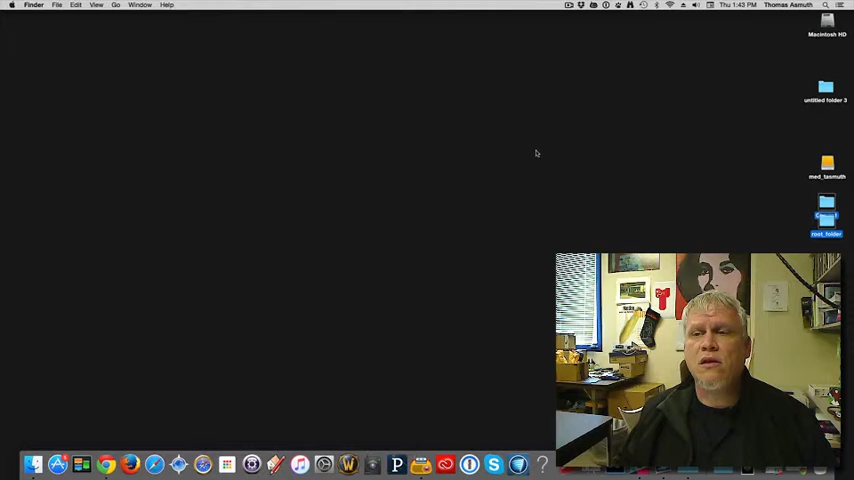 Finder File Edit View Go Window Help Thu 1:43 PM Thomas Asmuth
Macintosh HD
untitled folder 3
med_tasmuth
root_folder